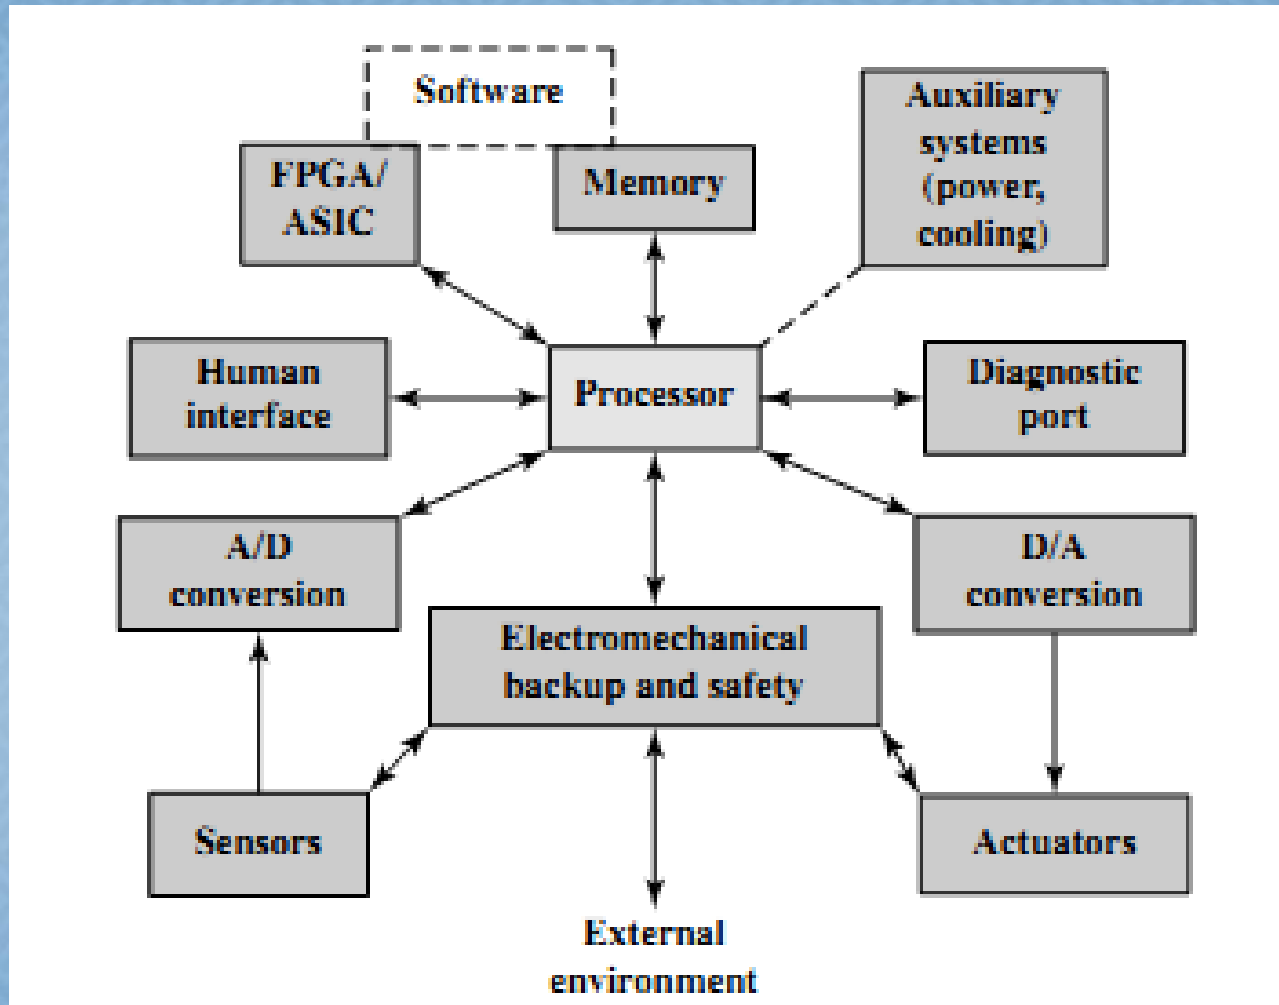 Software
Auxiliary
systems
(power,
cooling)
FPGA/
ASIC
Memory
Human
interface
Processor
Diagnostic
port
A/D
conversion
D/A
conversion
Electromechanical
backup and safety
Sensors
Actuators
External
environment